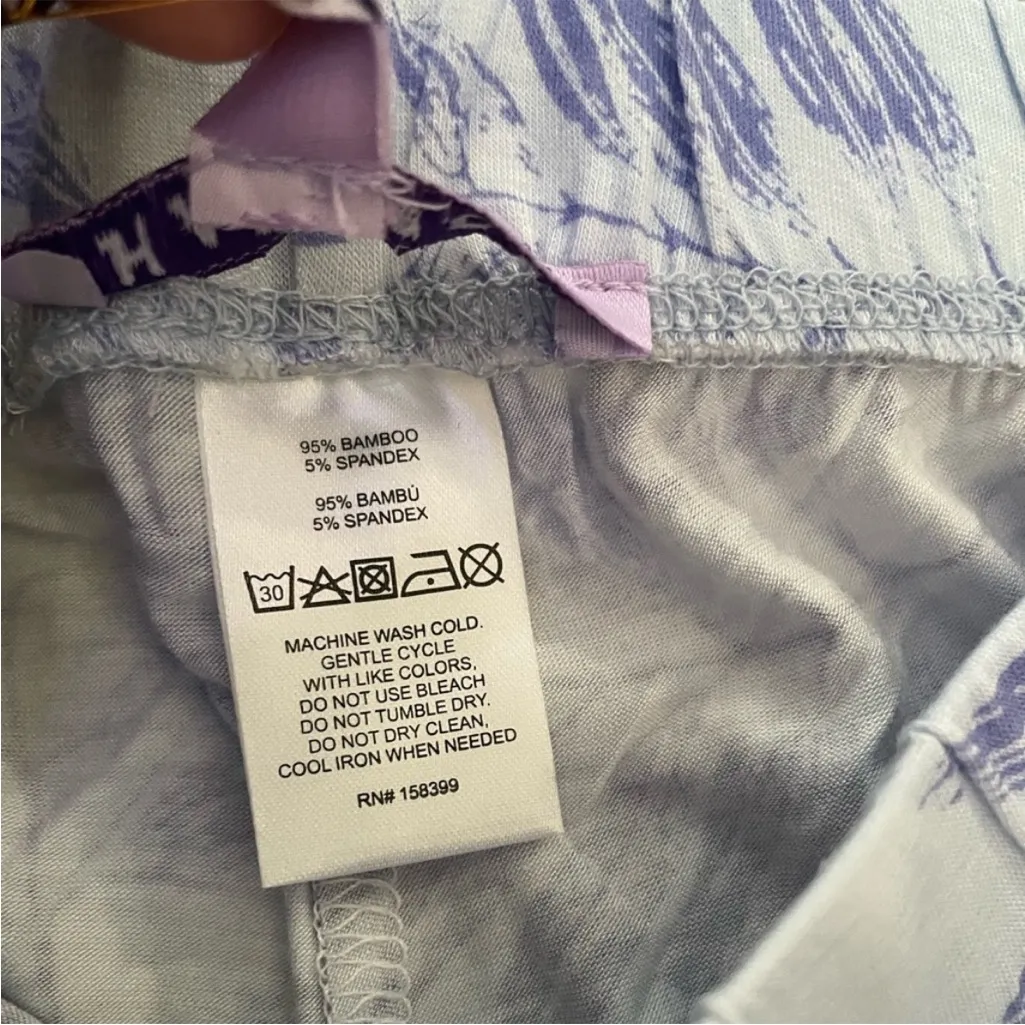 95% BAMBOO
5% SPANDEX
95% BAMBÚ
5% SPANDEX
30
MACHINE WASH COLD.
GENTLE CYCLE
WITH LIKE COLORS,
DO NOT USE BLEACH
DO NOT TUMBLE DRY.
DO NOT DRY CLEAN,
COOL IRON WHEN NEEDED
RN# 158399